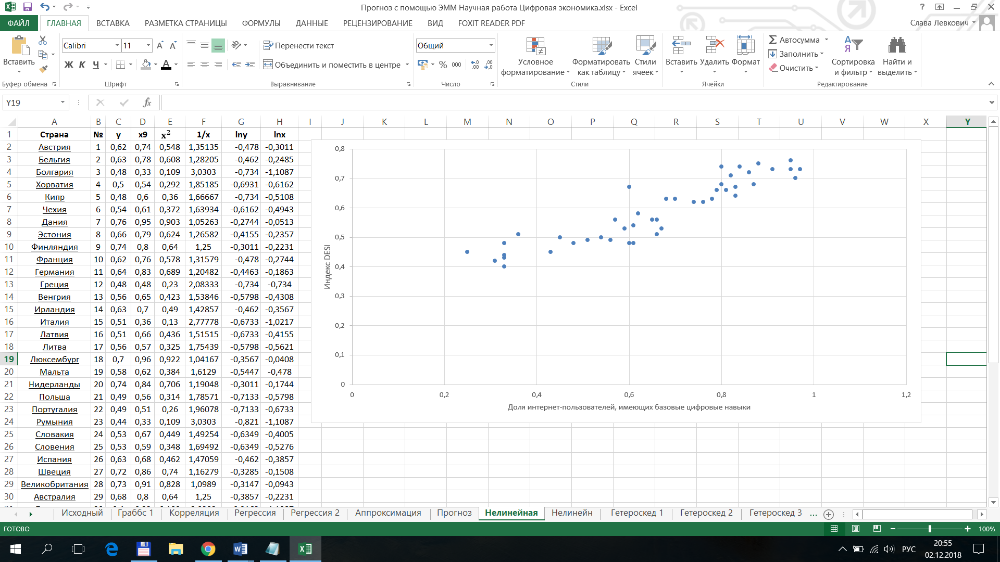 Прогноз с помощью ЭММ Научная работа Цифровая экономика.xlsx - Excel
ФАЙЛ ГЛАВНАЯ ВСТАВКА РАЗМЕТКА СТРАНИЦЫ ФОРМУЛЫ ДАННЫЕ РЕЦЕНЗИРОВАНИЕ ВИД FOXIT READER PDF Слава Левкович
Вставить
Буфер обмена
Calibri 11
Ж К Ч
Шрифт
Перенести текст
Объединить и поместить в центре
Выравнивание
Общий
% 000
Число
Условное форматирование
Форматировать как таблицу
Стили ячеек
Стили
Вставить Удалить Формат
Ячейки
Автосумма
Заполнить
Очистить
Сортировка и фильтр
Найти и выделить
Редактирование
Y19
A B C D E F G H I J K L M N O P Q R S T U V W X Y
1 Страна № y x9 x² 1/x lny lnx
2 Австрия 1 0,62 0,74 0,548 1,35135 -0,478 -0,3011
3 Бельгия 2 0,63 0,78 0,608 1,28205 -0,462 -0,2485
4 Болгария 3 0,48 0,33 0,109 3,0303 -0,734 -1,1087
5 Хорватия 4 0,5 0,54 0,292 1,85185 -0,6931 -0,6162
6 Кипр 5 0,48 0,6 0,36 1,66667 -0,734 -0,5108
7 Чехия 6 0,54 0,61 0,372 1,63934 -0,6162 -0,4943
8 Дания 7 0,76 0,95 0,903 1,05263 -0,2744 -0,0513
9 Эстония 8 0,66 0,79 0,624 1,26582 -0,4155 -0,2357
10 Финляндия 9 0,74 0,8 0,64 1,25 -0,3011 -0,2231
11 Франция 10 0,62 0,76 0,578 1,31579 -0,478 -0,2744
12 Германия 11 0,64 0,83 0,689 1,20482 -0,4463 -0,1863
13 Греция 12 0,48 0,48 0,23 2,08333 -0,734 -0,734
14 Венгрия 13 0,56 0,65 0,423 1,53846 -0,5798 -0,4308
15 Ирландия 14 0,63 0,7 0,49 1,42857 -0,462 -0,3567
16 Италия 15 0,51 0,36 0,13 2,77778 -0,6733 -1,0217
17 Латвия 16 0,51 0,66 0,436 1,51515 -0,6733 -0,4155
18 Литва 17 0,56 0,57 0,325 1,75439 -0,5798 -0,5621
19 Люксембург 18 0,7 0,96 0,922 1,04167 -0,3567 -0,0408
20 Мальта 19 0,58 0,62 0,384 1,6129 -0,5447 -0,478
21 Нидерланды 20 0,74 0,84 0,706 1,19048 -0,3011 -0,1744
22 Польша 21 0,49 0,56 0,314 1,78571 -0,7133 -0,5798
23 Португалия 22 0,49 0,51 0,26 1,96078 -0,7133 -0,6733
24 Румыния 23 0,44 0,33 0,109 3,0303 -0,821 -1,1087
25 Словакия 24 0,53 0,67 0,449 1,49254 -0,6349 -0,4005
26 Словения 25 0,53 0,59 0,348 1,69492 -0,6349 -0,5276
27 Испания 26 0,63 0,68 0,462 1,47059 -0,462 -0,3857
28 Швеция 27 0,72 0,86 0,74 1,16279 -0,3285 -0,1508
29 Великобритания 28 0,73 0,91 0,828 1,0989 -0,3147 -0,0943
30 Австралия 29 0,68 0,8 0,64 1,25 -0,3857 -0,2231
0,8
0,7
0,6
0,5
0,4
0,3
0,2
0,1
0
Индекс DESI
0 0,2 0,4 0,6 0,8 1 1,2
Доля интернет-пользователей, имеющих базовые цифровые навыки
Исходный Граббс 1 Корреляция Регрессия Регрессия 2 Аппроксимация Прогноз Нелинейная Нелинейн Гетероскед 1 Гетероскед 2 Гетероскед 3 ...
ГОТОВО 100%
РУС
20:55
02.12.2018